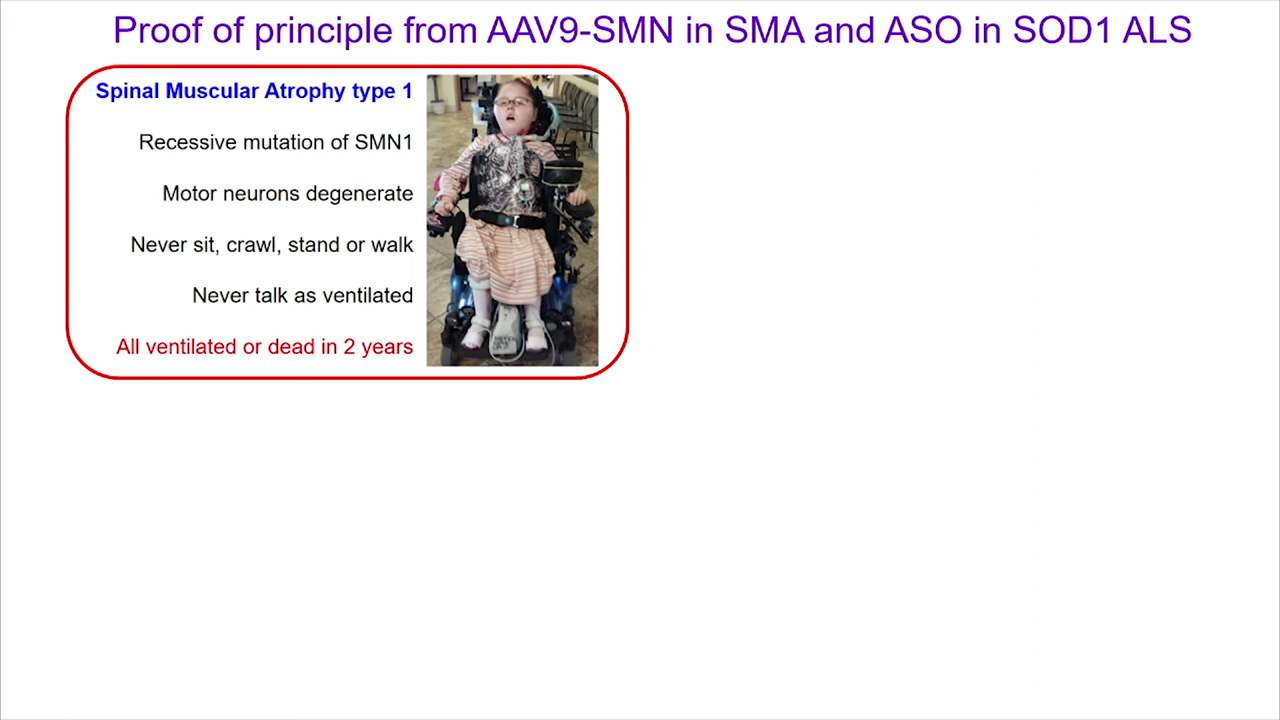 Proof of principle from AAV9-SMN in SMA and ASO in SOD1 ALS
Spinal Muscular Atrophy type 1
Recessive mutation of SMN1
Motor neurons degenerate
Never sit, crawl, stand or walk
Never talk as ventilated
All ventilated or dead in 2 years